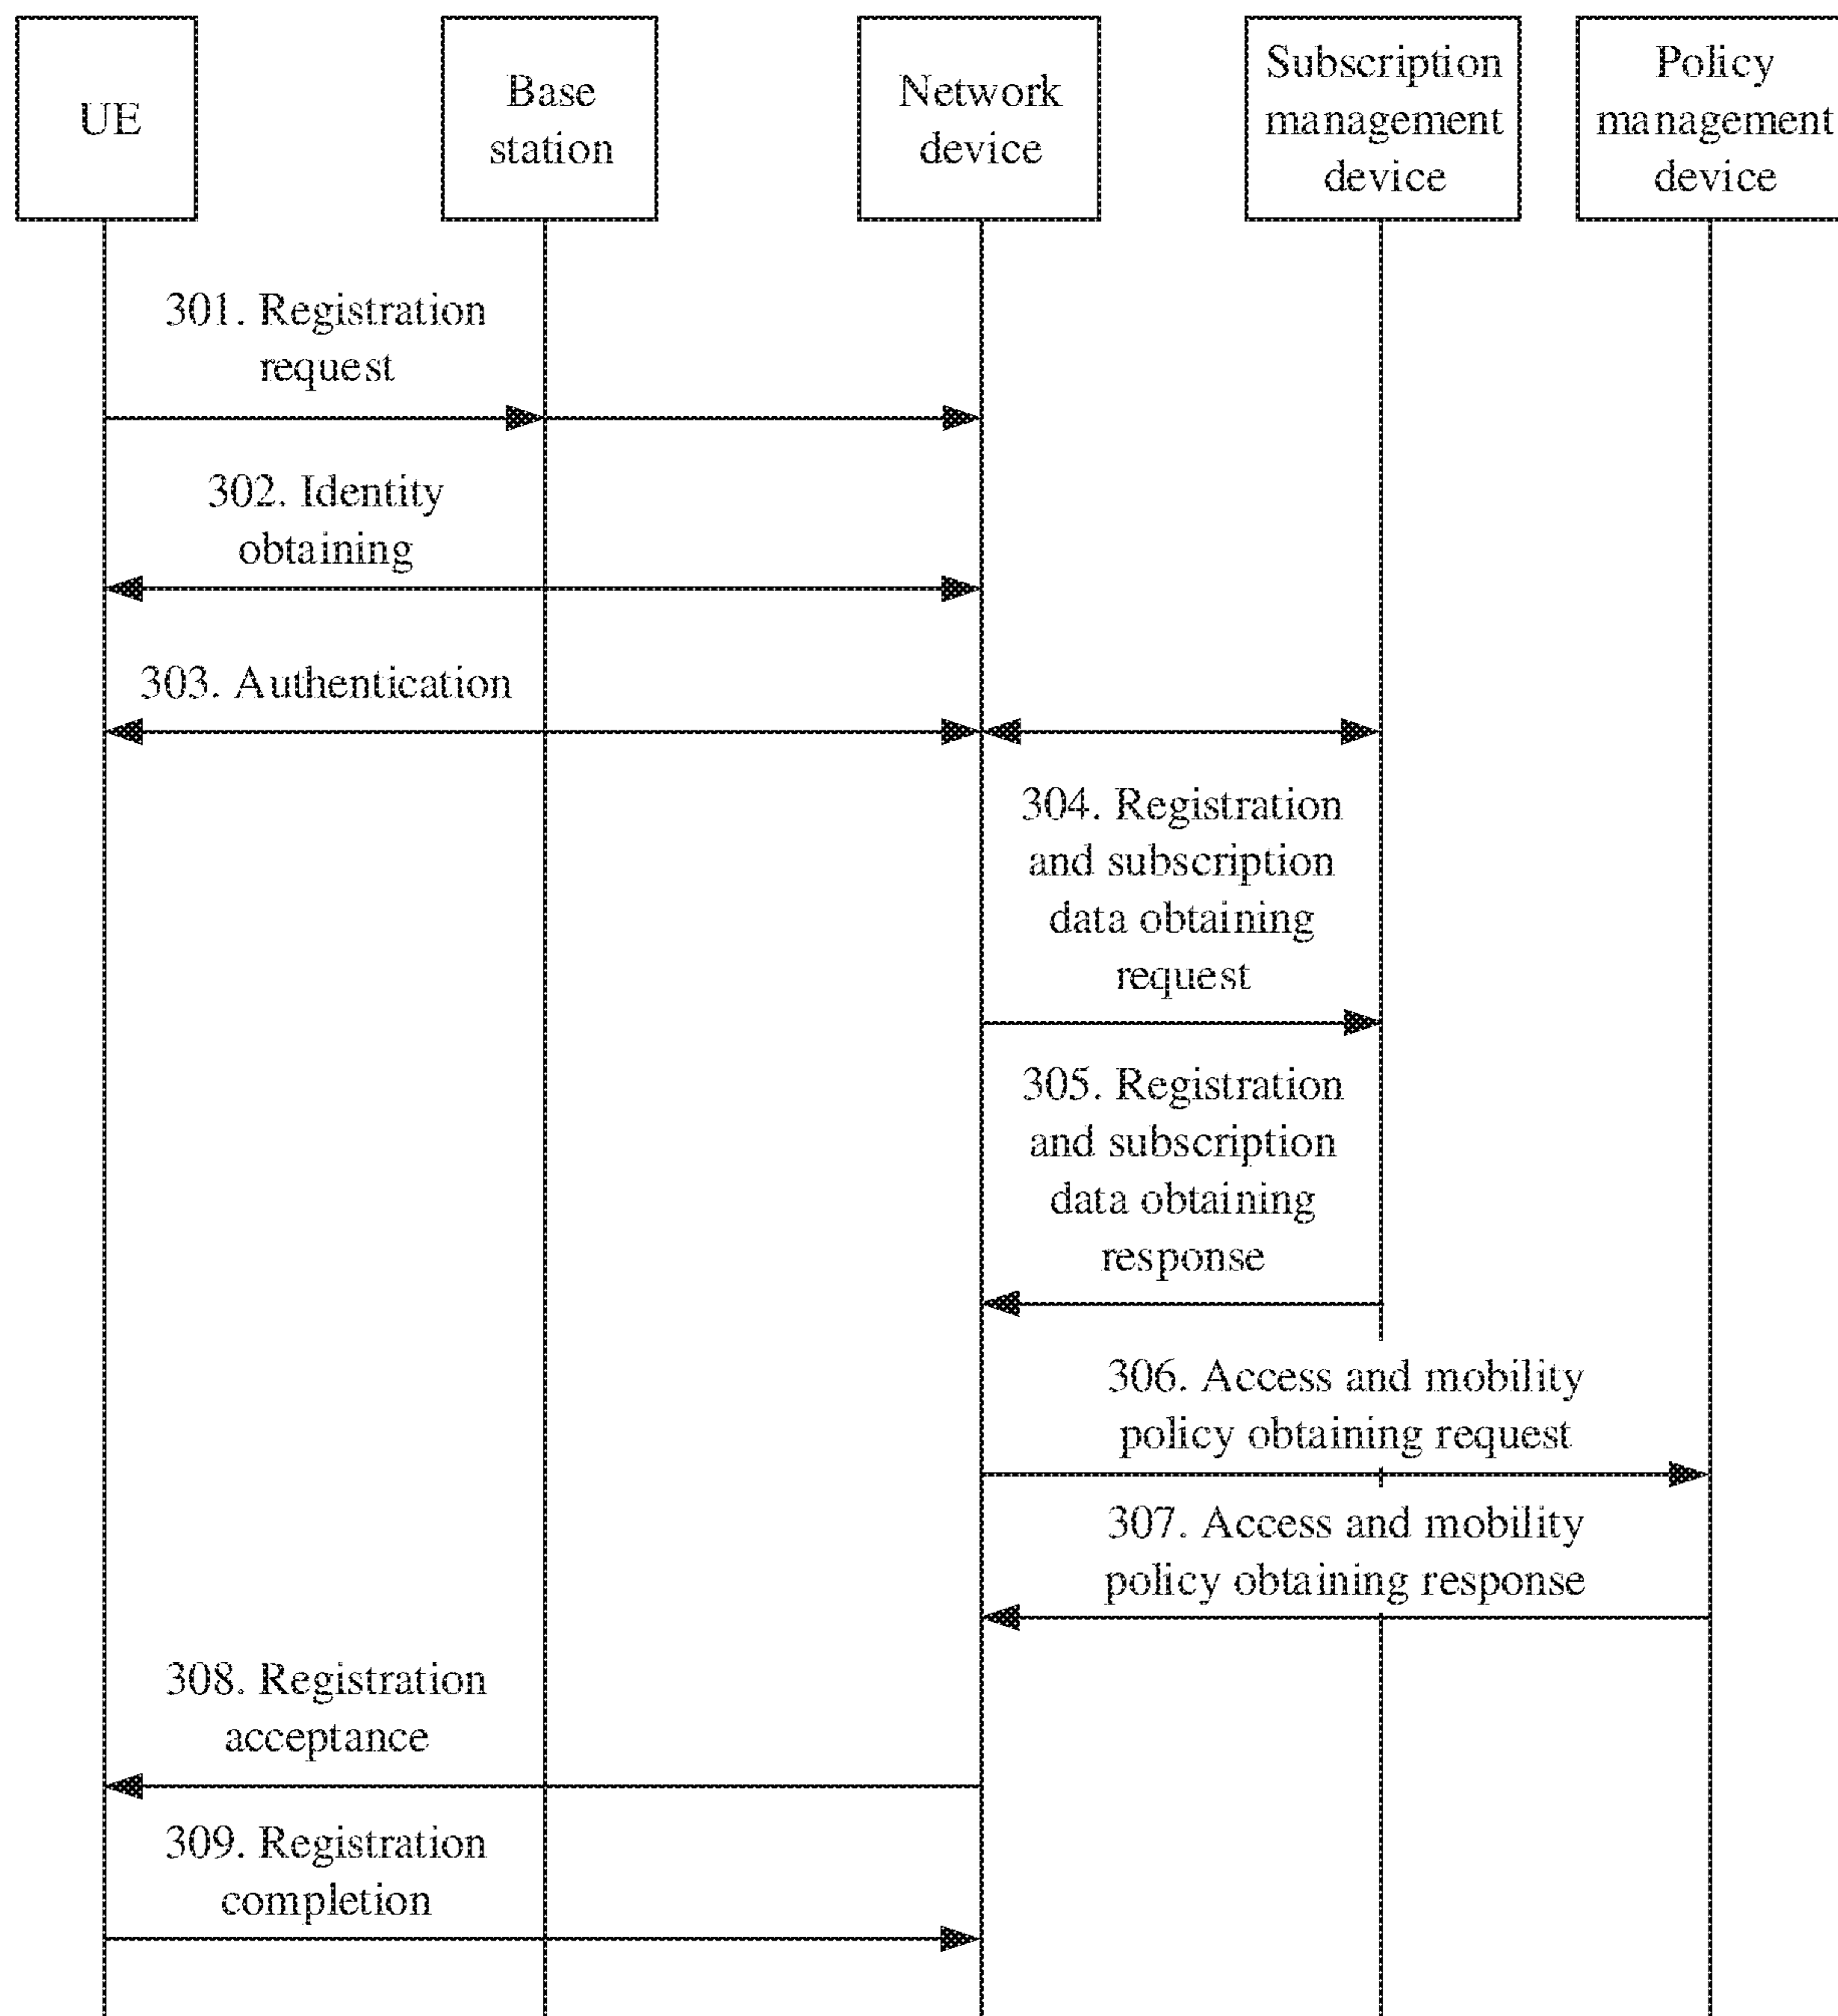 UE
Base
station
Network
device
Subscription
management
device
Policy
management
device
301. Registration
request
302. Identity
obtaining
303. Authentication
304. Registration
and subscription
data obtaining
request
305. Registration
and subscription
data obtaining
response
306. Access and mobility
policy obtaining request
307. Access and mobility
policy obtaining response
308. Registration
acceptance
309. Registration
completion